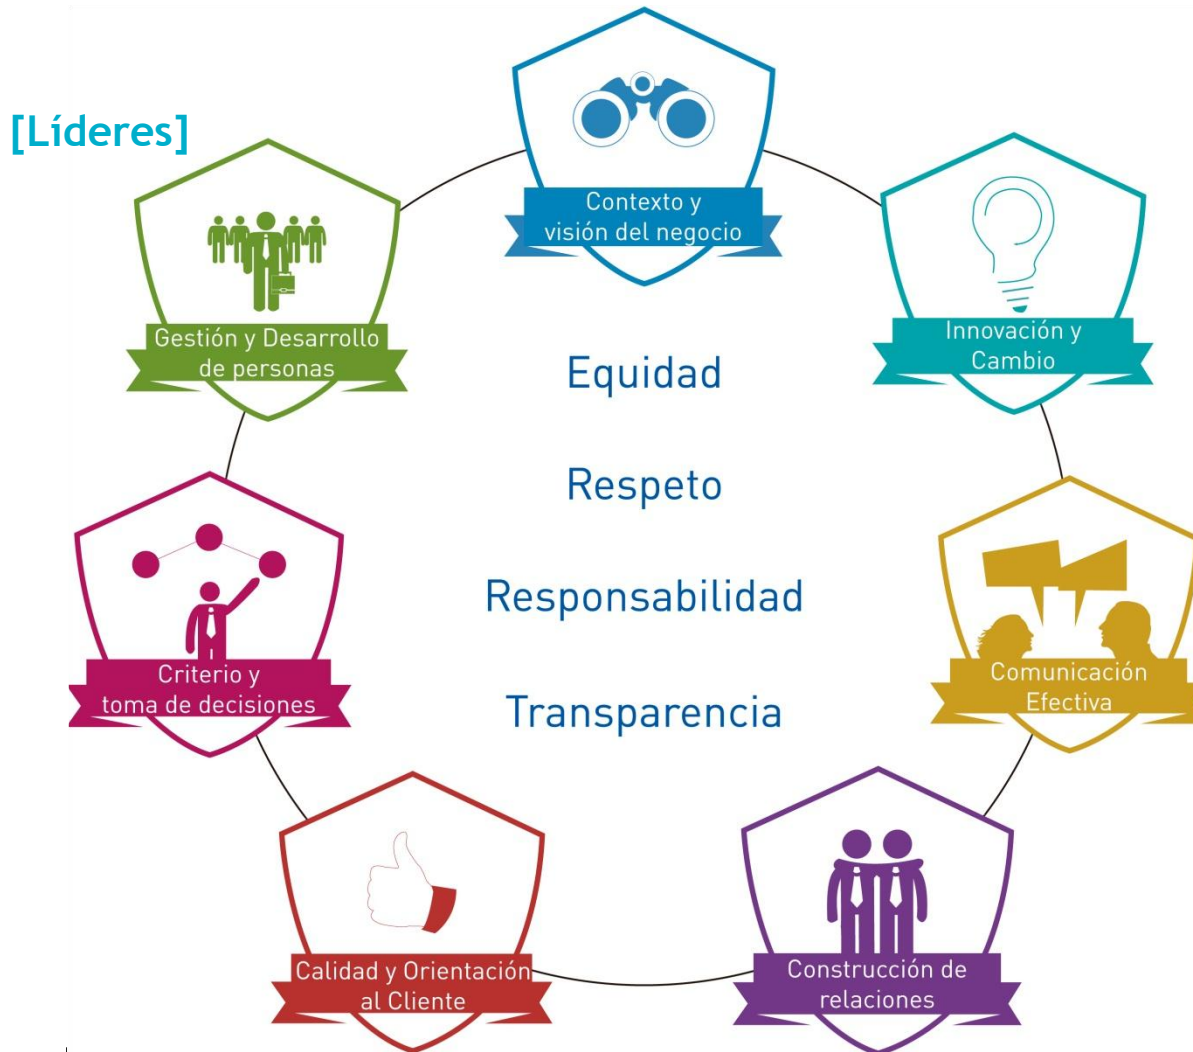 [Líderes]
Contexto y
visión del negocio
Gestión y Desarrollo
de personas
Innovación y
Cambio
Equidad
Respeto
Responsabilidad
Transparencia
Criterio y
toma de decisiones
Comunicación
Efectiva
Calidad y Orientación
al Cliente
Construcción de
relaciones